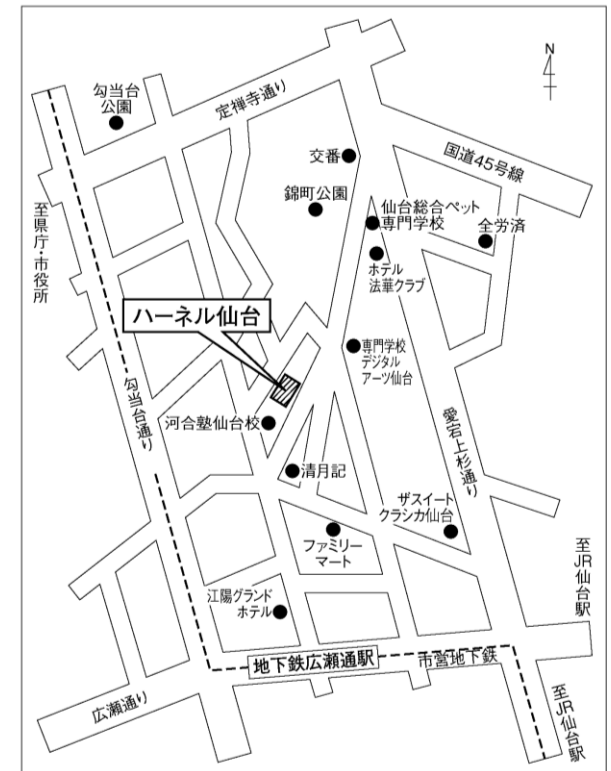 勾当台
公園
定禅寺通り
N
交番
国道45号線
錦町公園
仙台総合ペット
専門学校
全労済
ホテル
法華クラブ
至県庁・市役所
ハーネル仙台
専門学校
デジタル
アーツ仙台
勾当台通り
河合塾仙台校
愛宕上杉通り
清月記
ザスイート
クラシカ仙台
ファミリー
マート
至JR仙台駅
江陽グランド
ホテル
地下鉄広瀬通駅
市営地下鉄
広瀬通り
至JR仙台駅